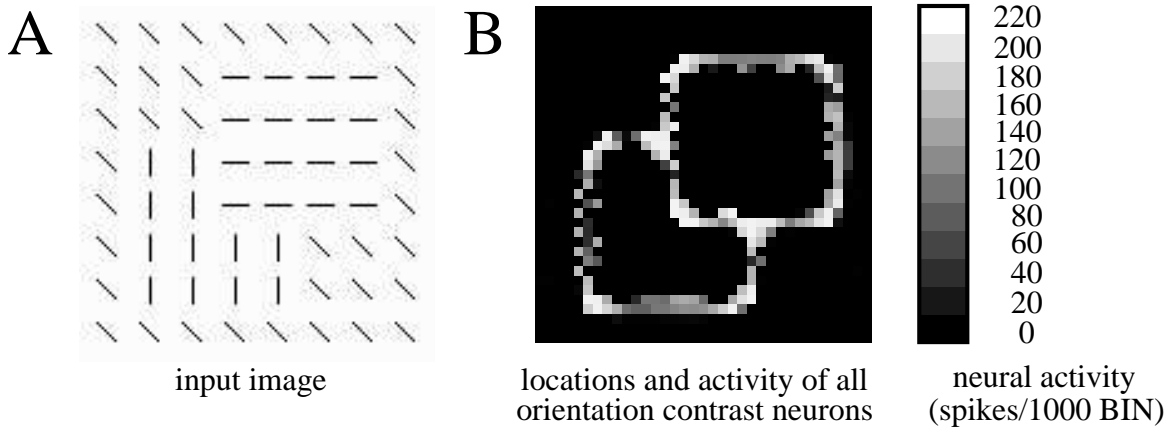 A
B
220
200
180
160
140
120
100
80
60
40
20
0
input image
locations and activity of all
orientation contrast neurons
neural activity
(spikes/1000 BIN)